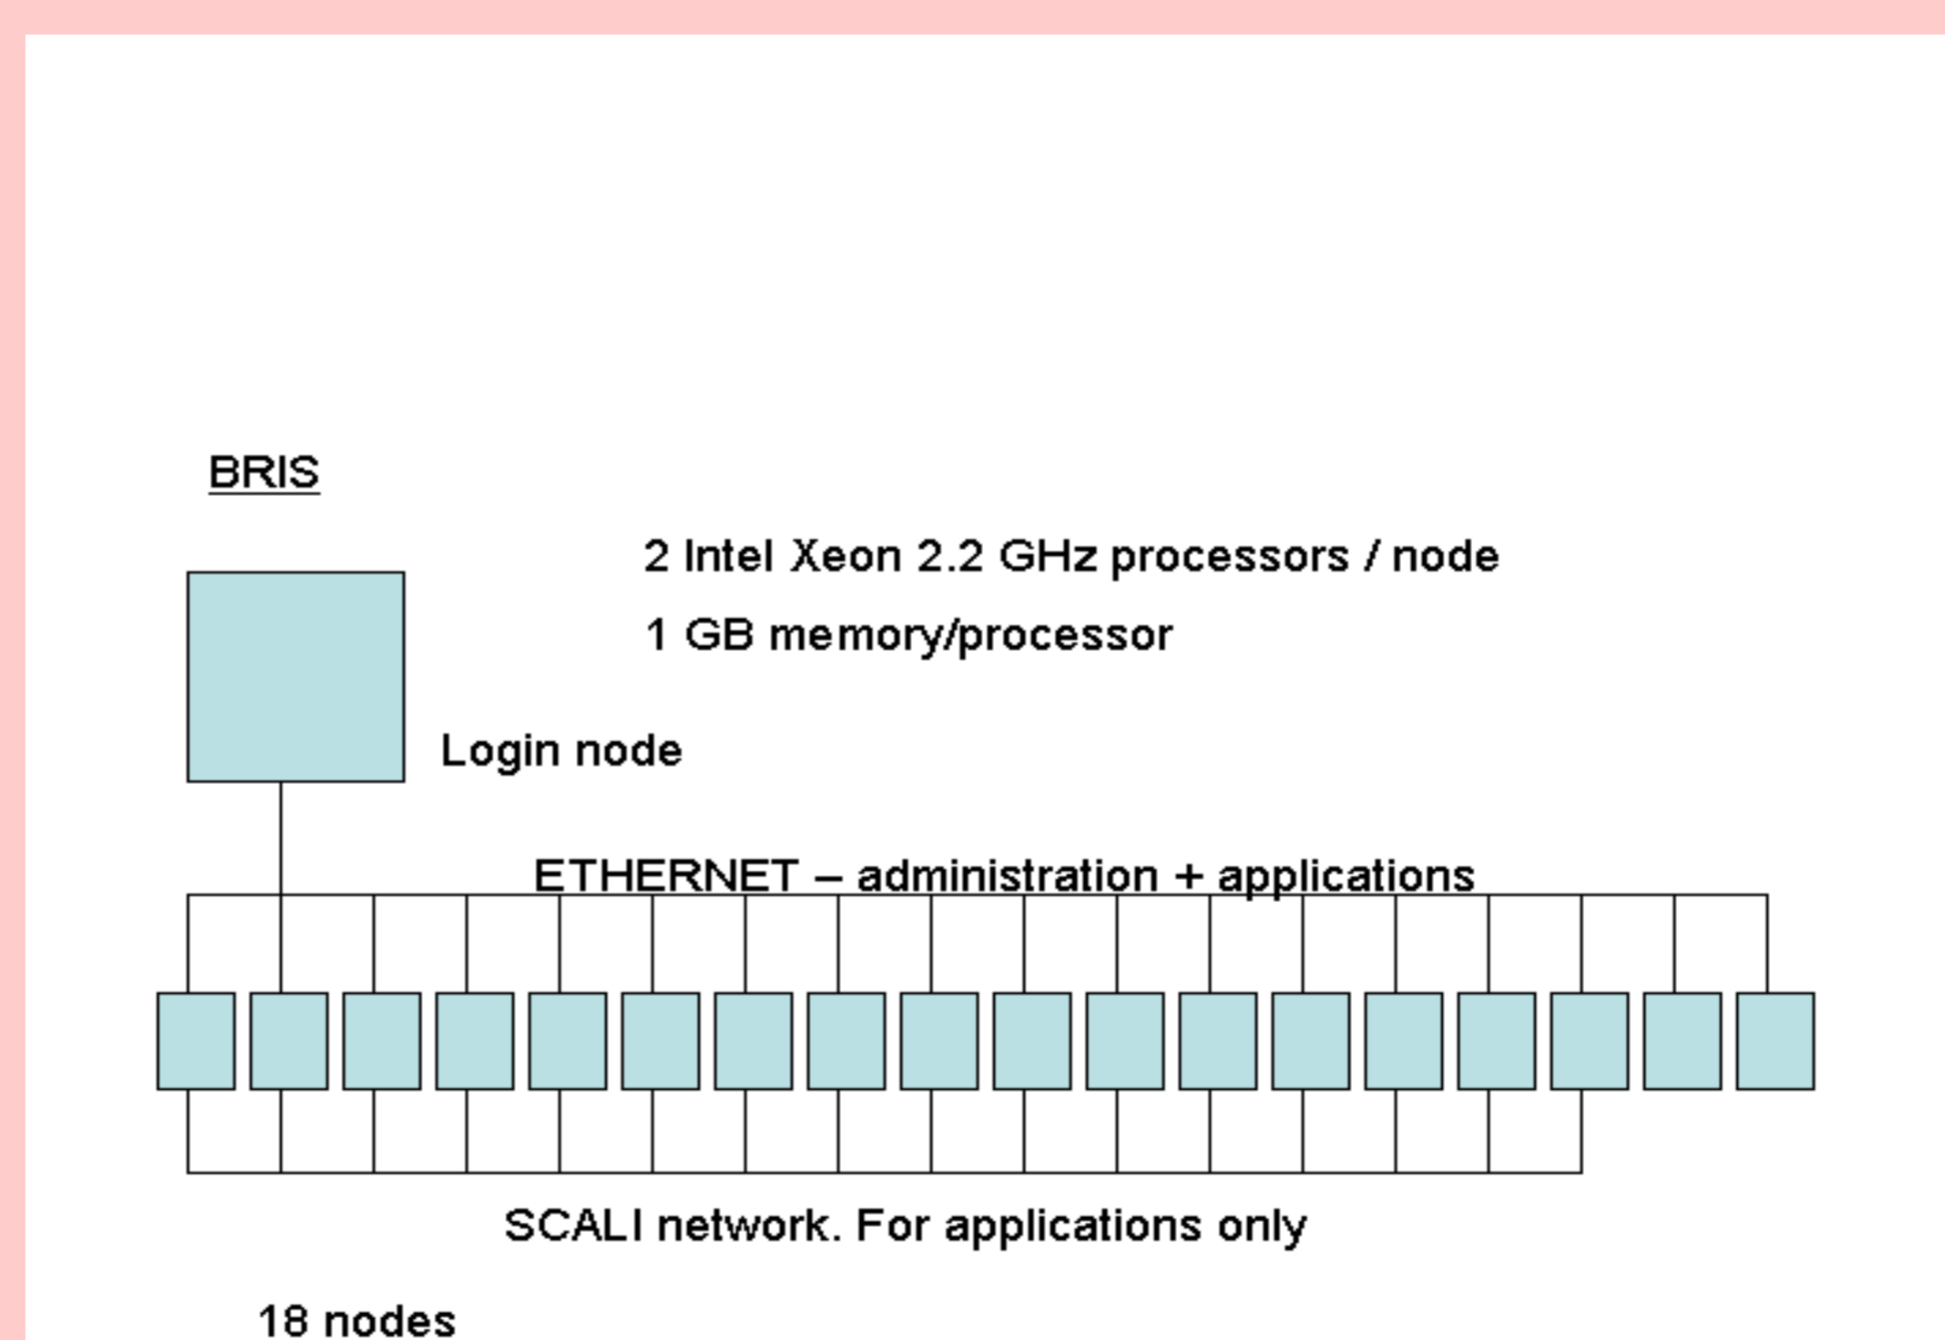 BRIS
2 Intel Xeon 2.2 GHz processors / node
1 GB memory/processor
Login node
ETHERNET – administration + applications
SCALI network. For applications only
18 nodes